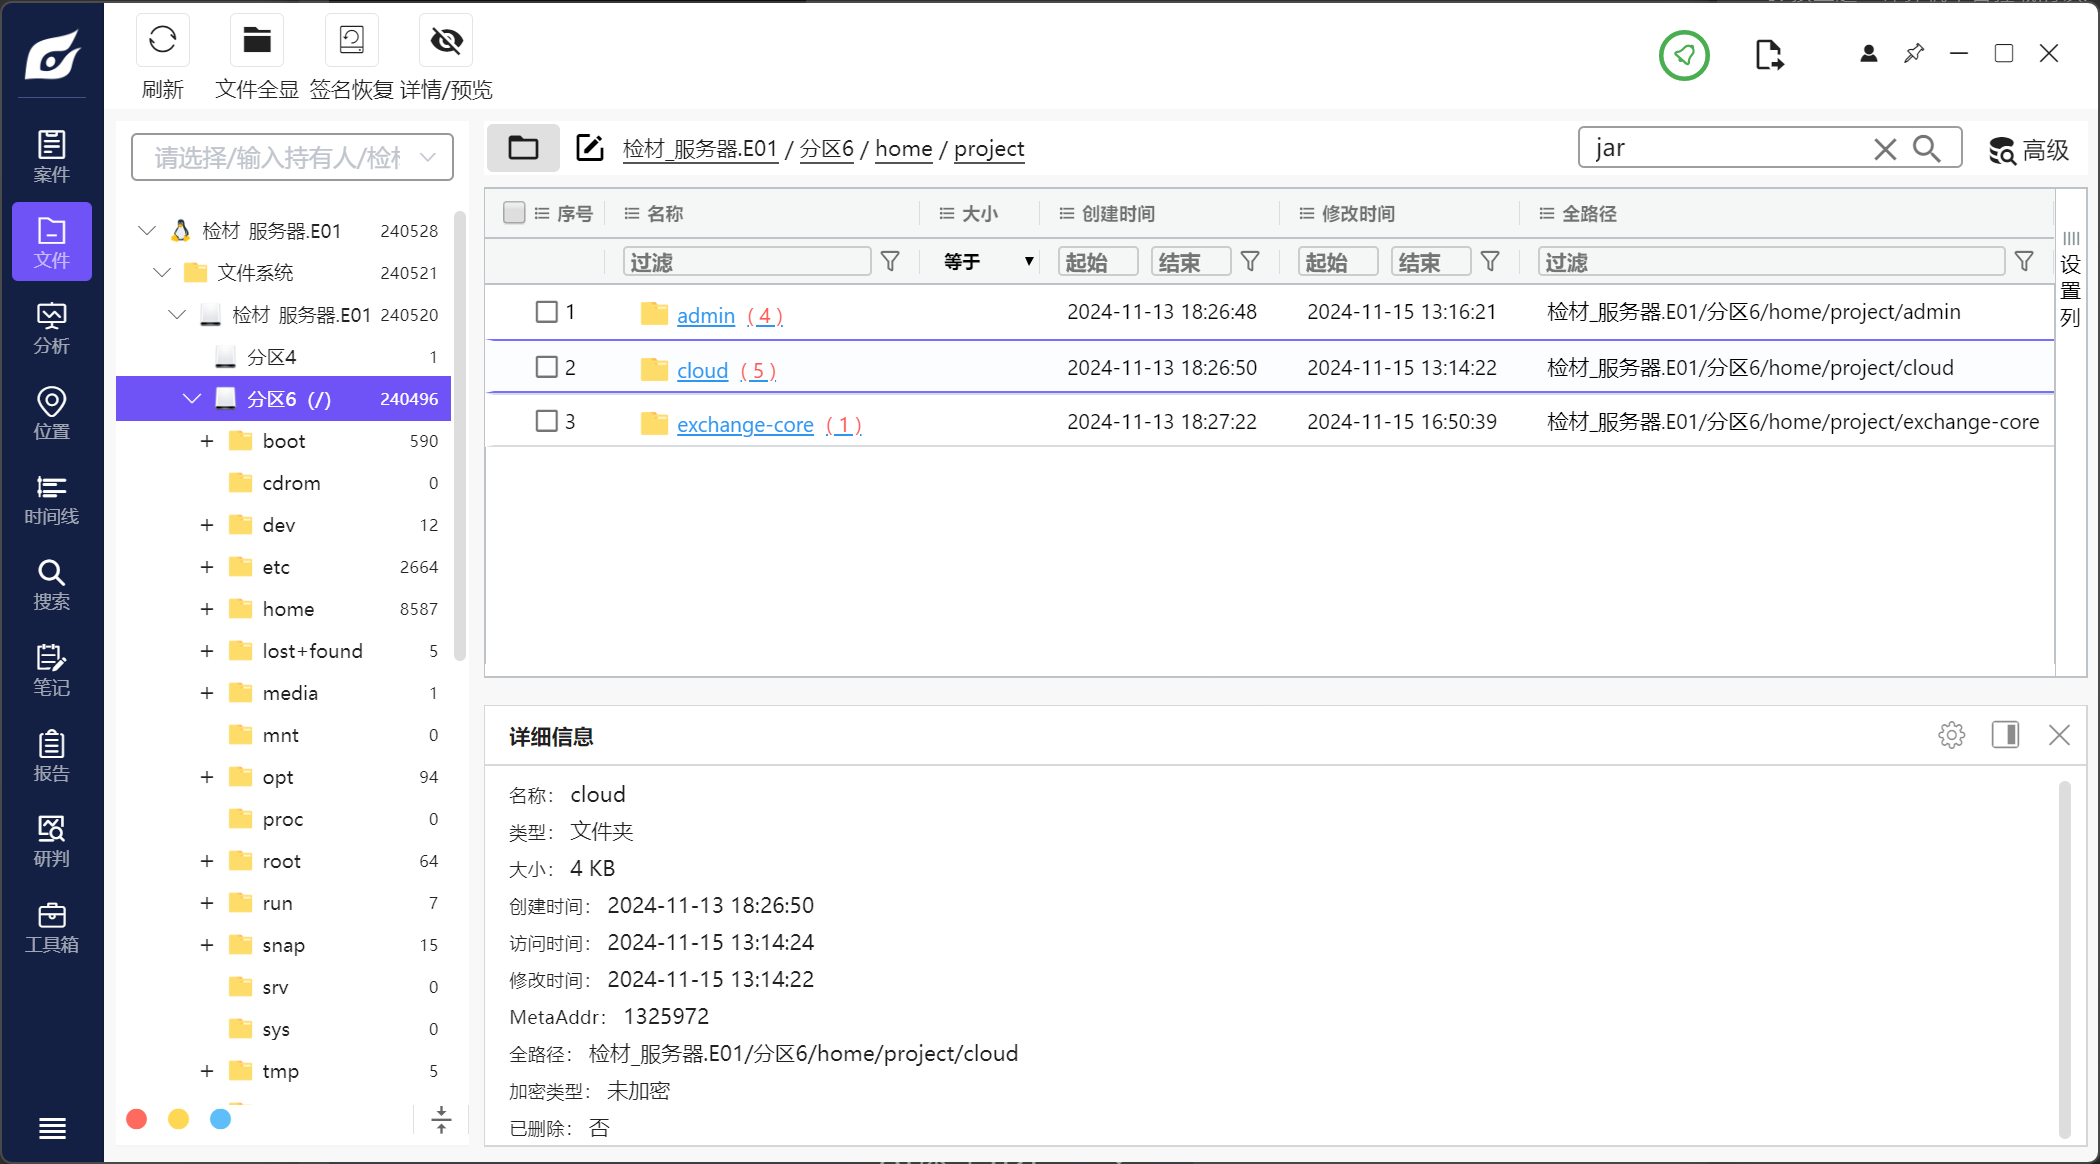 刷新
文件全显
签名恢复
详情/预览
案件
文件
分析
位置
时间线
搜索
笔记
报告
研判
工具箱
请选择/输入持有人/检
检材 服务器.E01 240528
文件系统 240521
检材 服务器.E01 240520
分区4 1
分区6 (/) 240496
boot 590
cdrom 0
dev 12
etc 2664
home 8587
lost+found 5
media 1
mnt 0
opt 94
proc 0
root 64
run 7
snap 15
srv 0
sys 0
tmp 5
检材_服务器.E01 / 分区6 / home / project
jar
高级
序号 名称 大小 创建时间 修改时间 全路径
过滤 等于 起始 结束 起始 结束 过滤
1 admin ( 4 ) 2024-11-13 18:26:48 2024-11-15 13:16:21 检材_服务器.E01/分区6/home/project/admin
2 cloud ( 5 ) 2024-11-13 18:26:50 2024-11-15 13:14:22 检材_服务器.E01/分区6/home/project/cloud
3 exchange-core ( 1 ) 2024-11-13 18:27:22 2024-11-15 16:50:39 检材_服务器.E01/分区6/home/project/exchange-core
设置列
详细信息
名称： cloud
类型： 文件夹
大小： 4 KB
创建时间： 2024-11-13 18:26:50
访问时间： 2024-11-15 13:14:24
修改时间： 2024-11-15 13:14:22
MetaAddr： 1325972
全路径： 检材_服务器.E01/分区6/home/project/cloud
加密类型： 未加密
已删除： 否